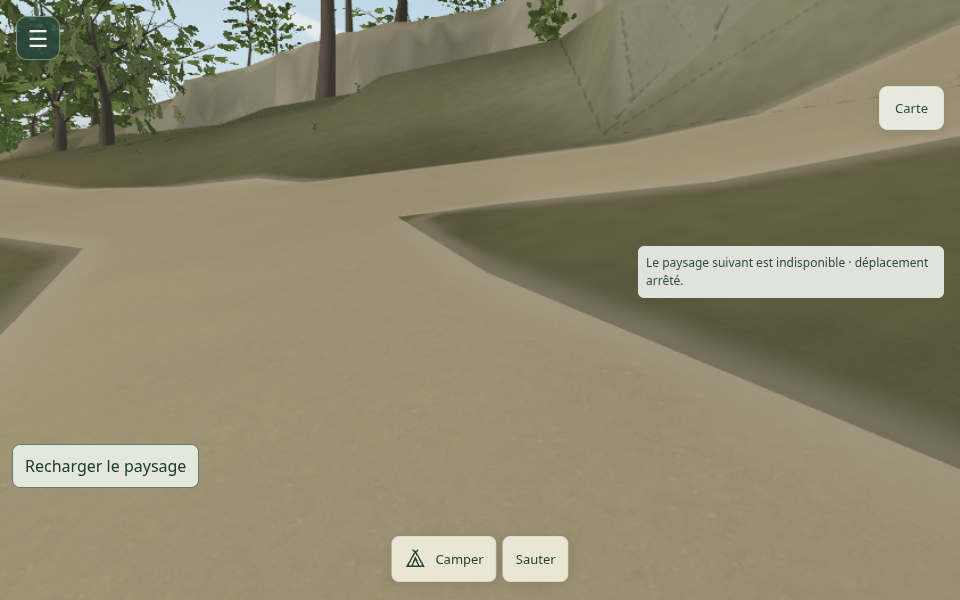 Carte
Le paysage suivant est indisponible · déplacement
arrêté.
Recharger le paysage
Camper
Sauter